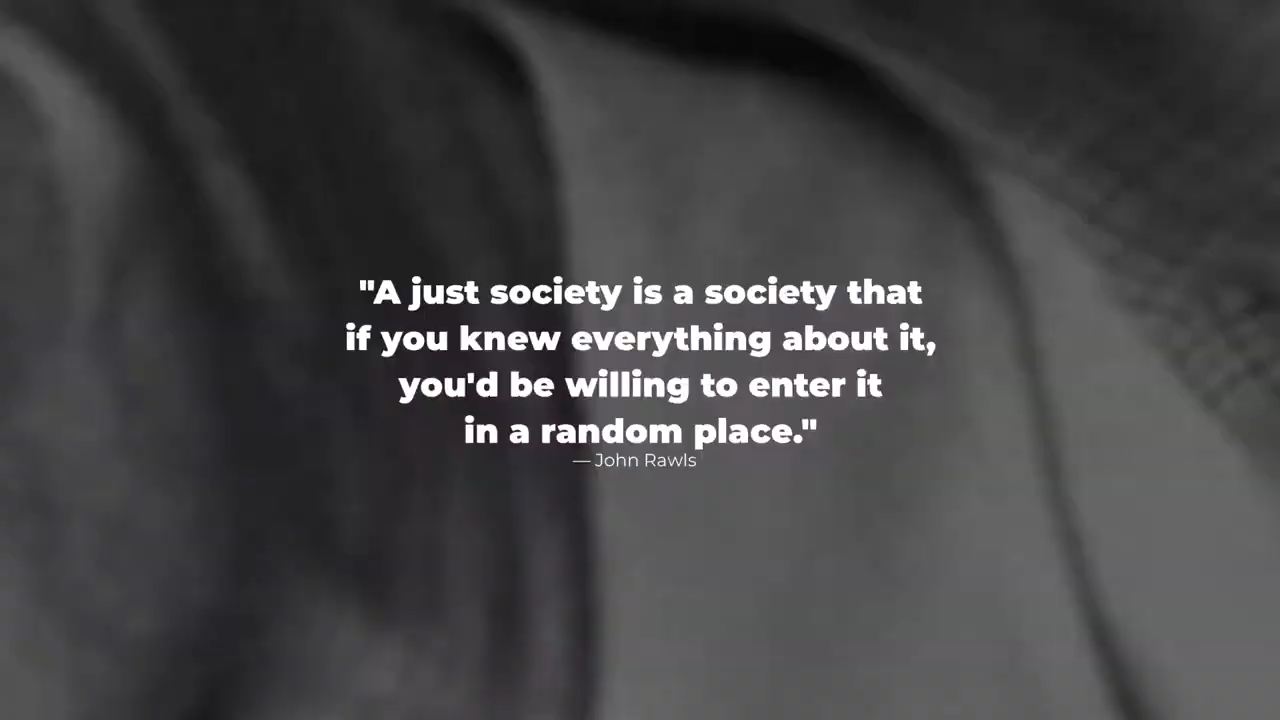 "A just society is a society that
if you knew everything about it,
you'd be willing to enter it
in a random place."
— John Rawls